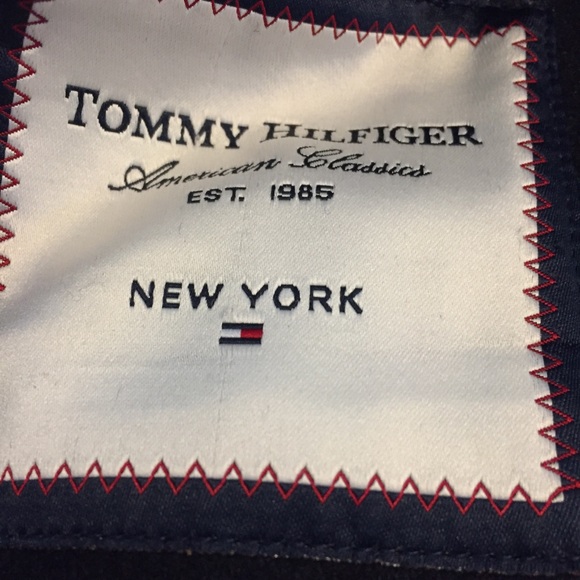 TOMMY HILFIGER
American Classics
EST. 1985
NEW YORK